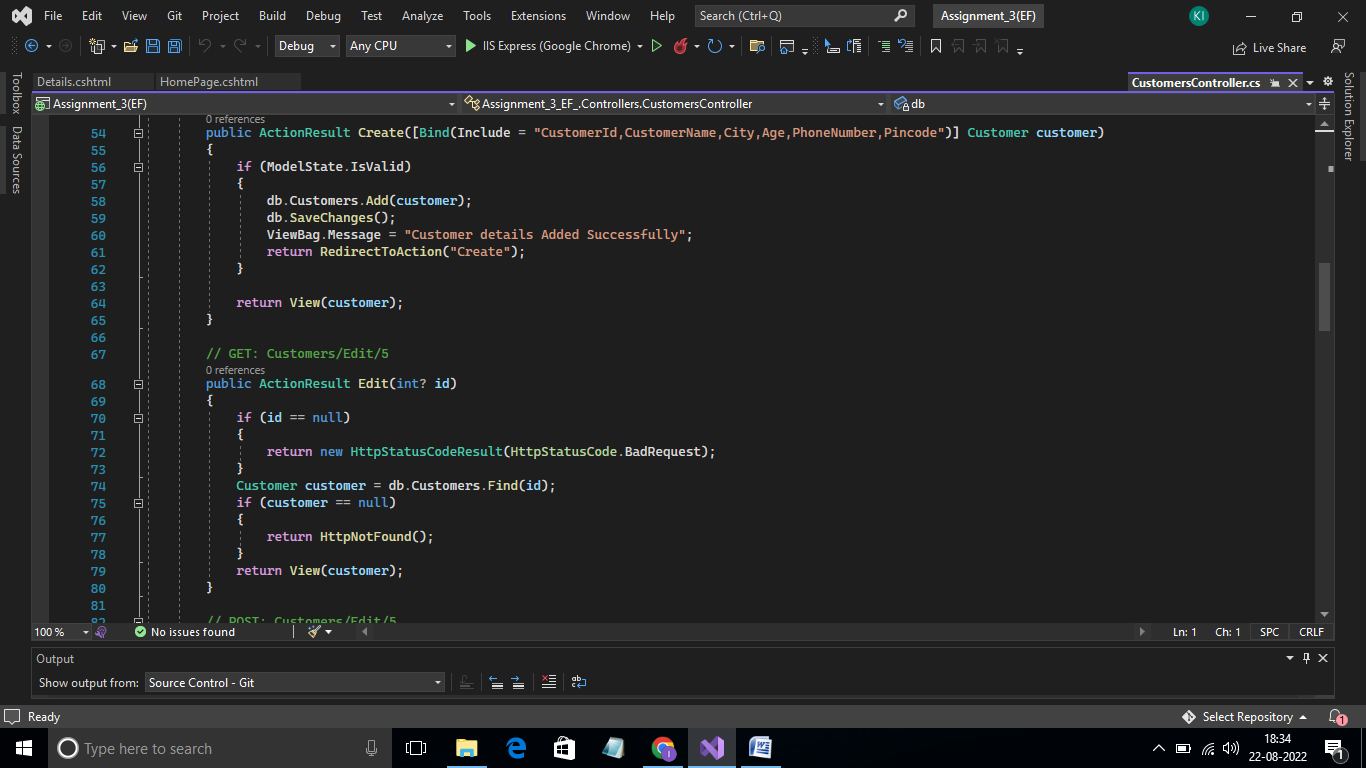 File Edit View Git Project Build Debug Test Analyze Tools Extensions Window Help Search (Ctrl+Q) Assignment_3(EF) KI
Debug Any CPU IIS Express (Google Chrome) Live Share
Toolbox
Data Sources
Solution Explorer
Details.cshtml HomePage.cshtml CustomersController.cs
Assignment_3(EF) Assignment_3_EF_.Controllers.CustomersController db
0 references
54 public ActionResult Create([Bind(Include = "CustomerId,CustomerName,City,Age,PhoneNumber,Pincode")] Customer customer)
55 {
56 if (ModelState.IsValid)
57 {
58 db.Customers.Add(customer);
59 db.SaveChanges();
60 ViewBag.Message = "Customer details Added Successfully";
61 return RedirectToAction("Create");
62 }
63
64 return View(customer);
65 }
66
67 // GET: Customers/Edit/5
0 references
68 public ActionResult Edit(int? id)
69 {
70 if (id == null)
71 {
72 return new HttpStatusCodeResult(HttpStatusCode.BadRequest);
73 }
74 Customer customer = db.Customers.Find(id);
75 if (customer == null)
76 {
77 return HttpNotFound();
78 }
79 return View(customer);
80 }
81
82 // POST: Customers/Edit/5
100 % No issues found Ln: 1 Ch: 1 SPC CRLF
Output
Show output from: Source Control - Git
Ready Select Repository 1
Type here to search 18:34
22-08-2022 1